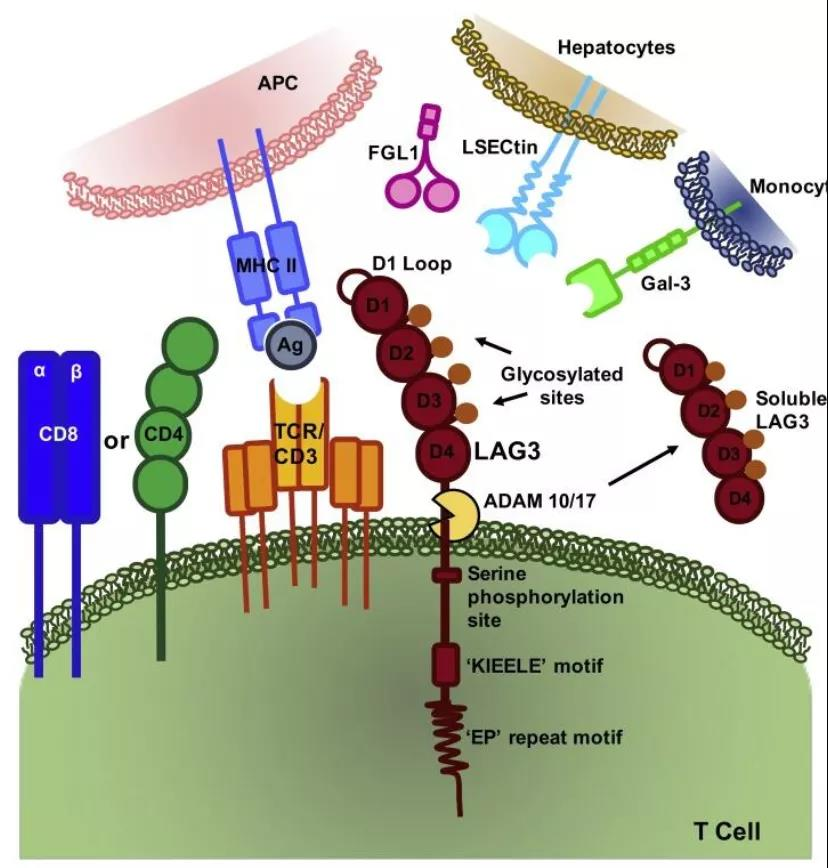 Hepatocytes
APC
FGL1
LSECtin
Monocyt
MHC II
D1 Loop
Gal-3
D1
Ag
D2
Glycosylated
sites
D3
α
β
CD8
or
CD4
TCR/
CD3
D4
LAG3
D1
D2
Soluble
LAG3
D3
D4
ADAM 10/17
Serine
phosphorylation
site
‘KIEELE’ motif
‘EP’ repeat motif
T Cell